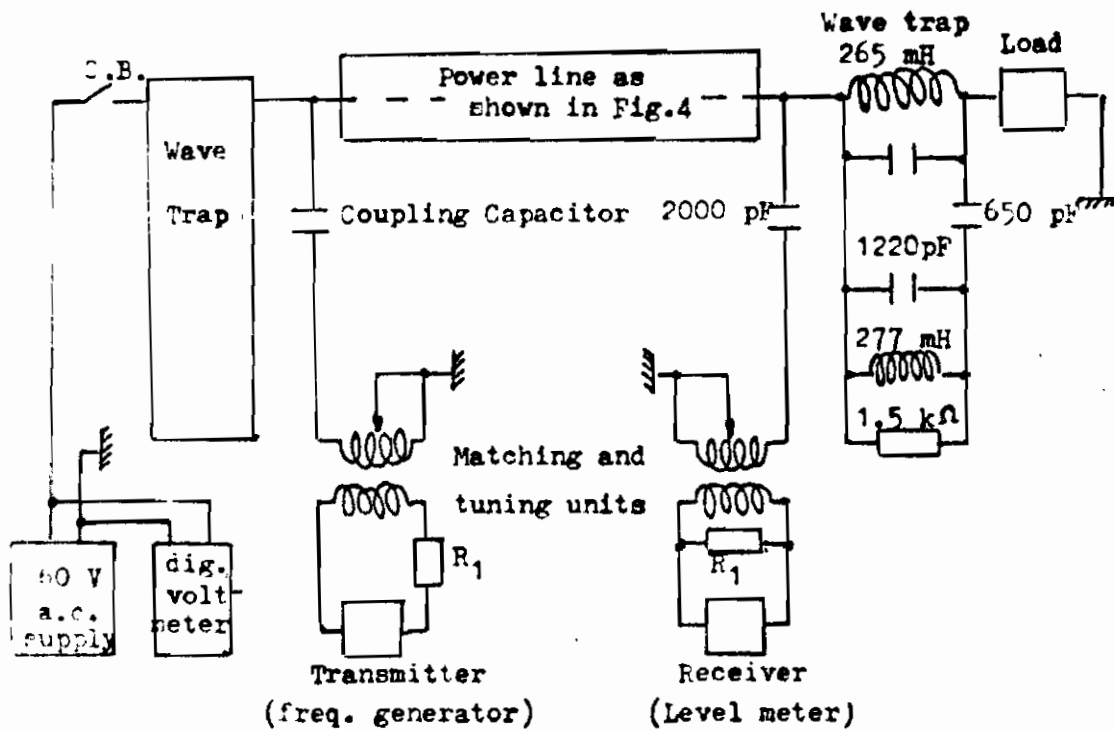 Wave trap
265 mH
Load
C.B.
Power line as
shown in Fig.4
Wave
Trap
Coupling Capacitor
2000 pF
650 pF
1220pF
277 mH
1.5 kΩ
Matching and
tuning units
R1
R1
60 V
a.c.
supply
dig.
volt
meter
Transmitter
(freq. generator)
Receiver
(Level meter)